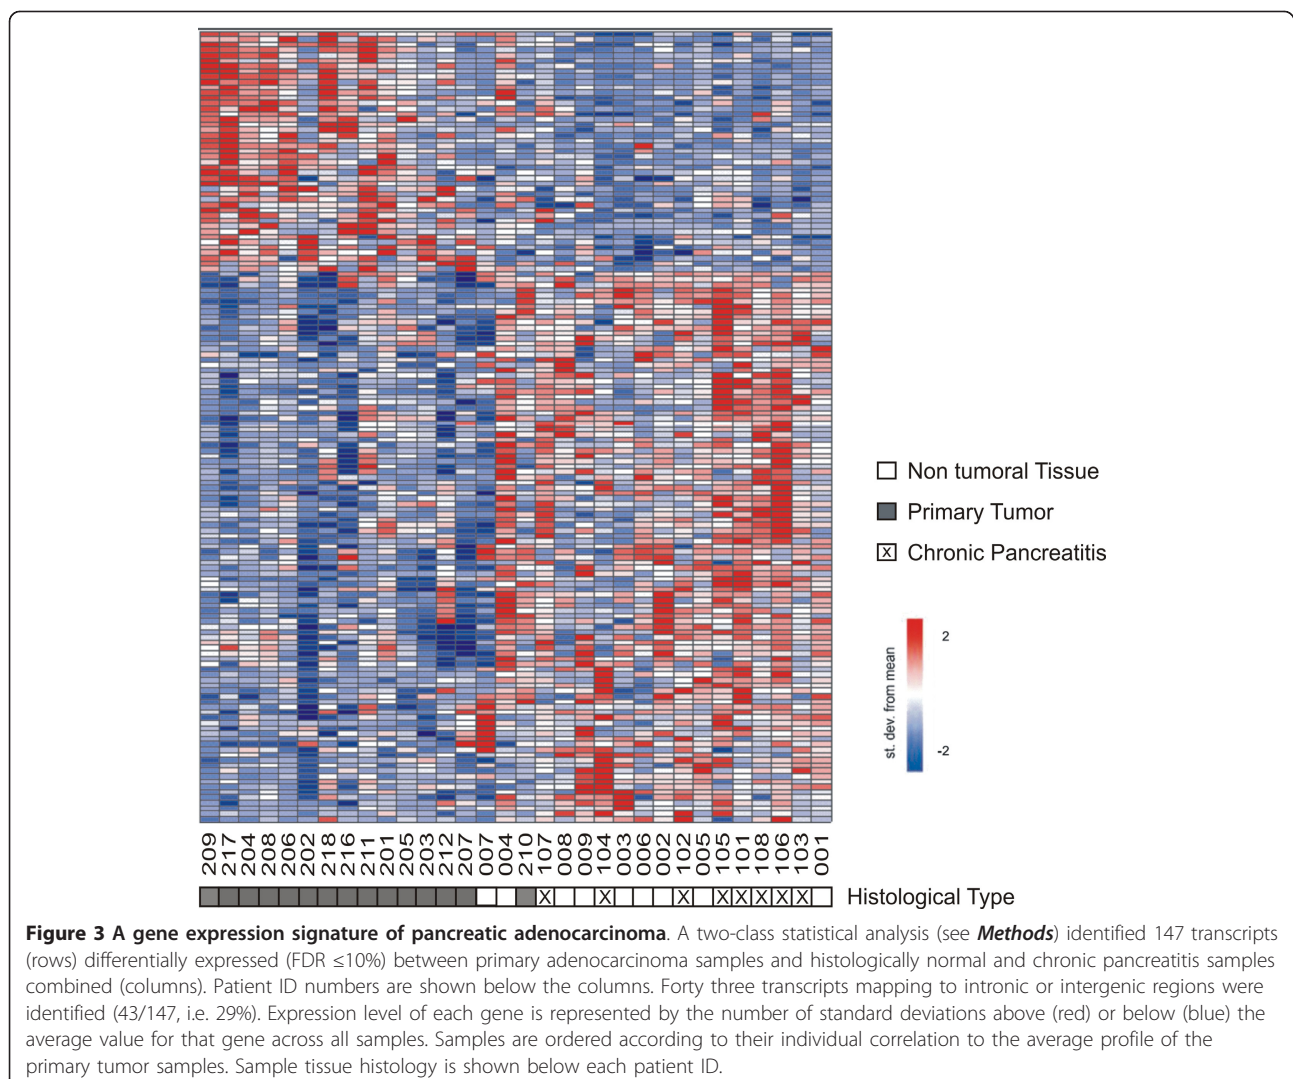 Non tumoral Tissue
Primary Tumor
X Chronic Pancreatitis
2
st. dev. from mean
-2
209 217 204 208 206 202 218 216 211 201 205 203 212 207 007 004 210 107 008 009 104 003 006 002 102 005 105 101 108 106 103 001
X X X X X X X X Histological Type
Figure 3 A gene expression signature of pancreatic adenocarcinoma. A two-class statistical analysis (see Methods) identified 147 transcripts
(rows) differentially expressed (FDR ≤10%) between primary adenocarcinoma samples and histologically normal and chronic pancreatitis samples
combined (columns). Patient ID numbers are shown below the columns. Forty three transcripts mapping to intronic or intergenic regions were
identified (43/147, i.e. 29%). Expression level of each gene is represented by the number of standard deviations above (red) or below (blue) the
average value for that gene across all samples. Samples are ordered according to their individual correlation to the average profile of the
primary tumor samples. Sample tissue histology is shown below each patient ID.